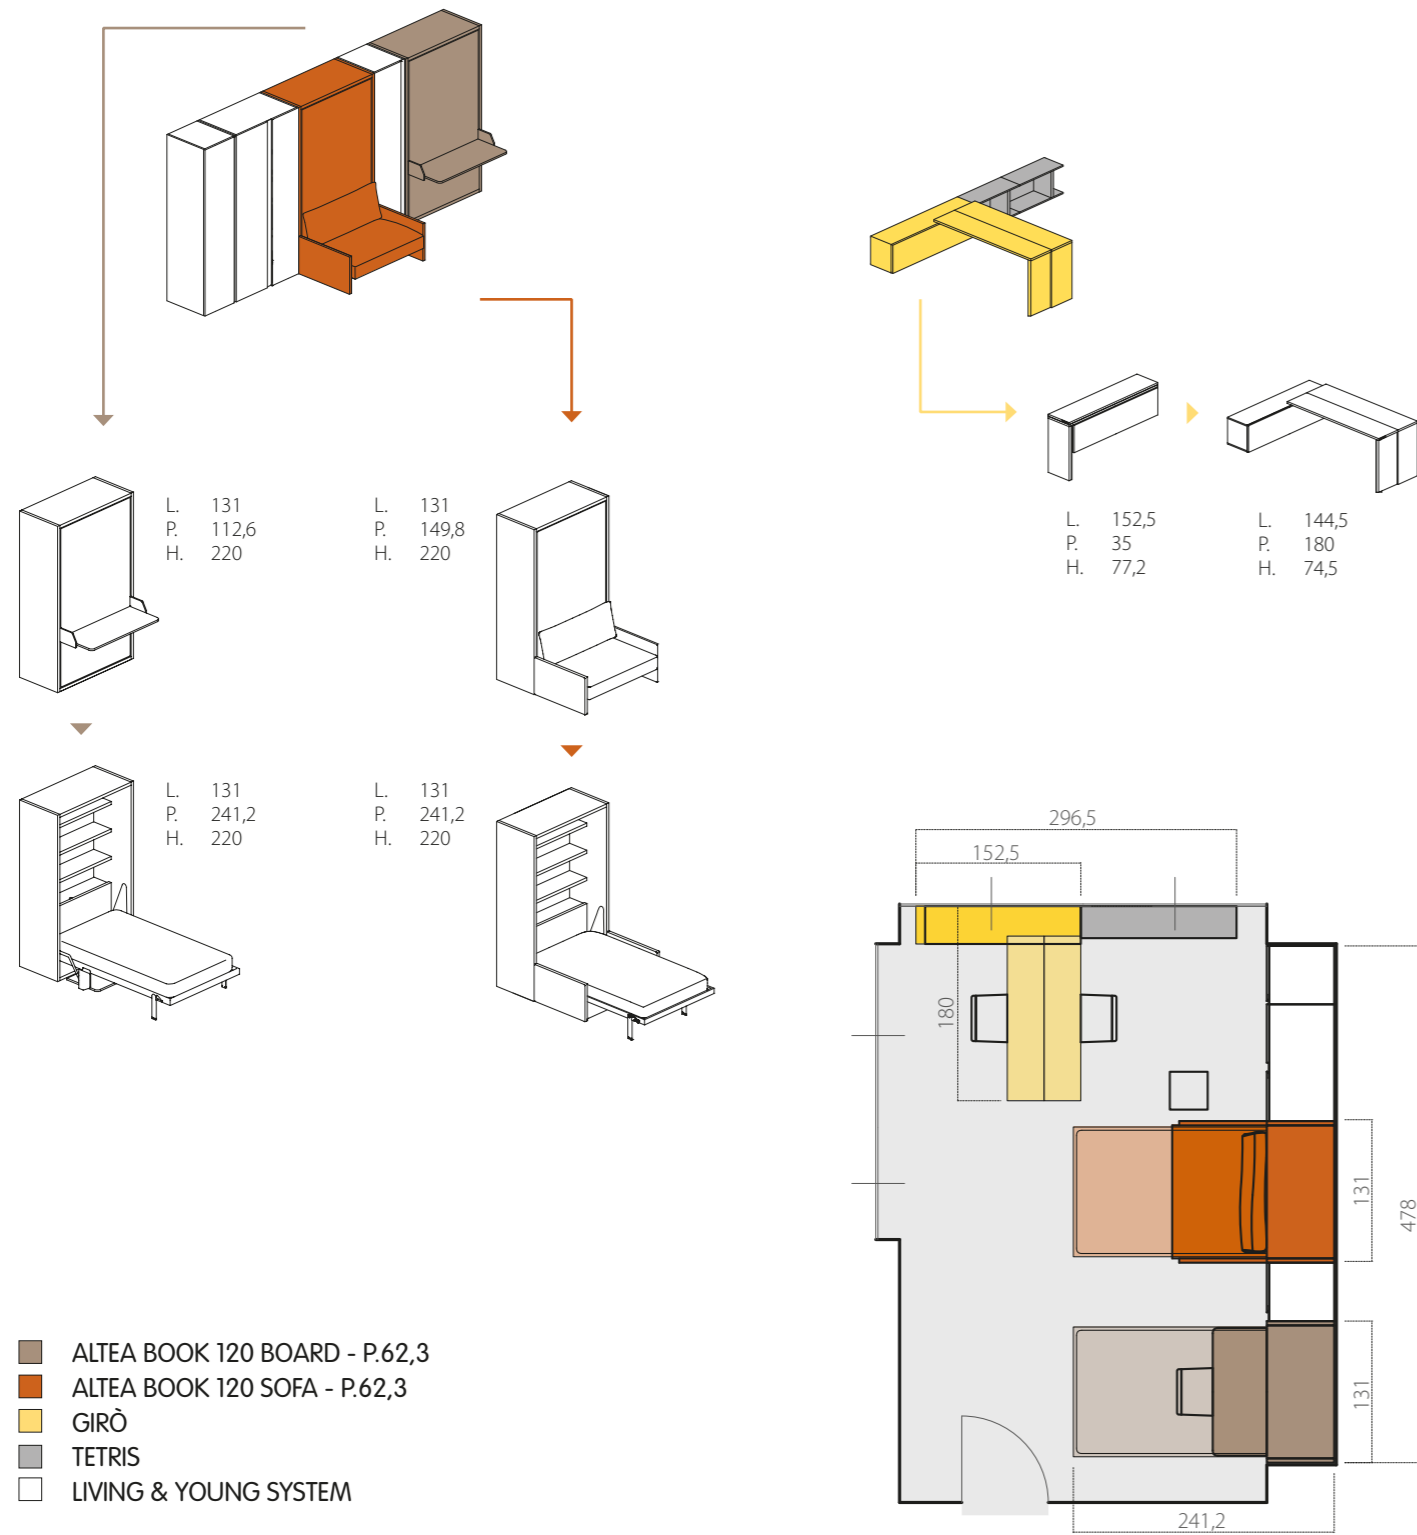 L. 131
P. 112,6
H. 220
L. 131
P. 149,8
H. 220
L. 152,5
P. 35
H. 77,2
L. 144,5
P. 180
H. 74,5
L. 131
P. 241,2
H. 220
L. 131
P. 241,2
H. 220
296,5
152,5
180
131
478
131
241,2
ALTEA BOOK 120 BOARD - P.62,3
ALTEA BOOK 120 SOFA - P.62,3
GIRÒ
TETRIS
LIVING & YOUNG SYSTEM